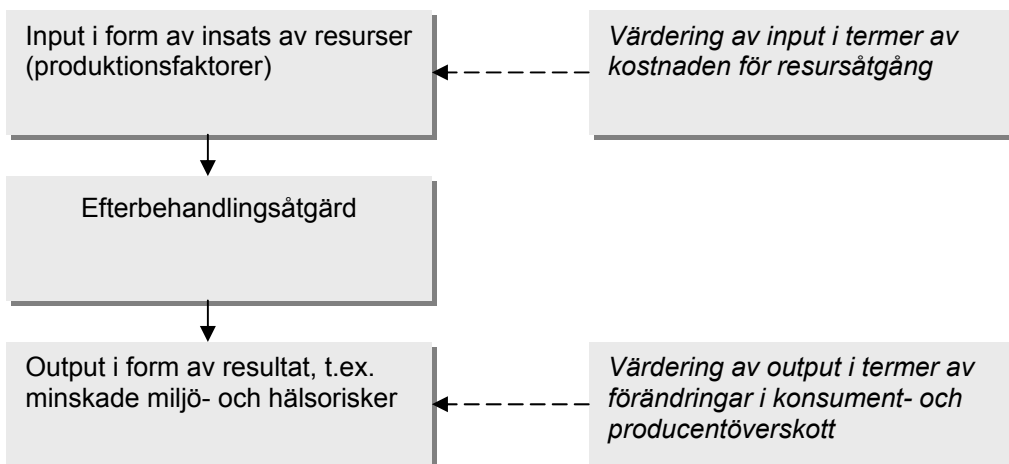 Input i form av insats av resurser
(produktionsfaktorer)
Värdering av input i termer av
kostnaden för resursåtgång
Efterbehandlingsåtgärd
Output i form av resultat, t.ex.
minskade miljö- och hälsorisker
Värdering av output i termer av
förändringar i konsument- och
producentöverskott